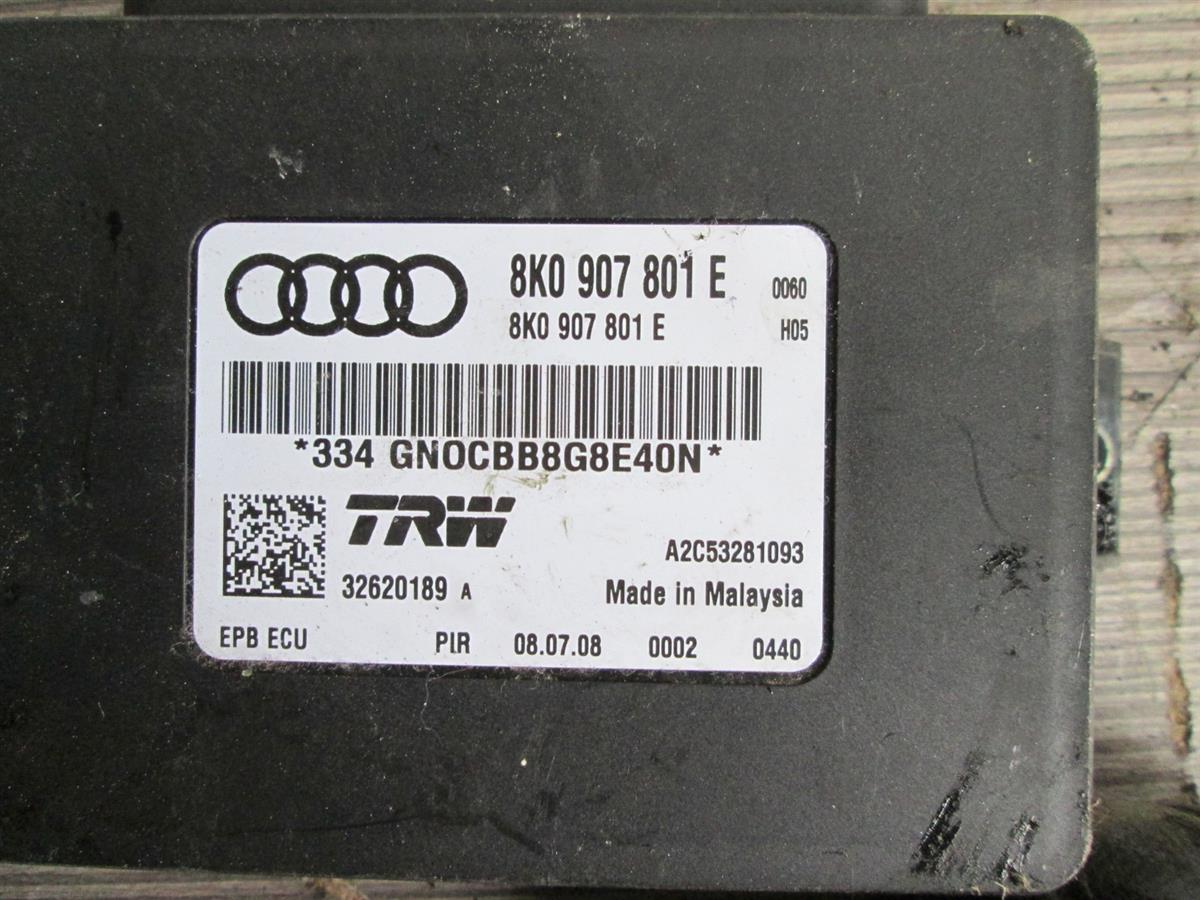 8K0 907 801 E 0060
8K0 907 801 E H05
*334 GNOCBB8G8E40N*
TRW
A2C53281093
32620189 A Made in Malaysia
EPB ECU PIR 08.07.08 0002 0440